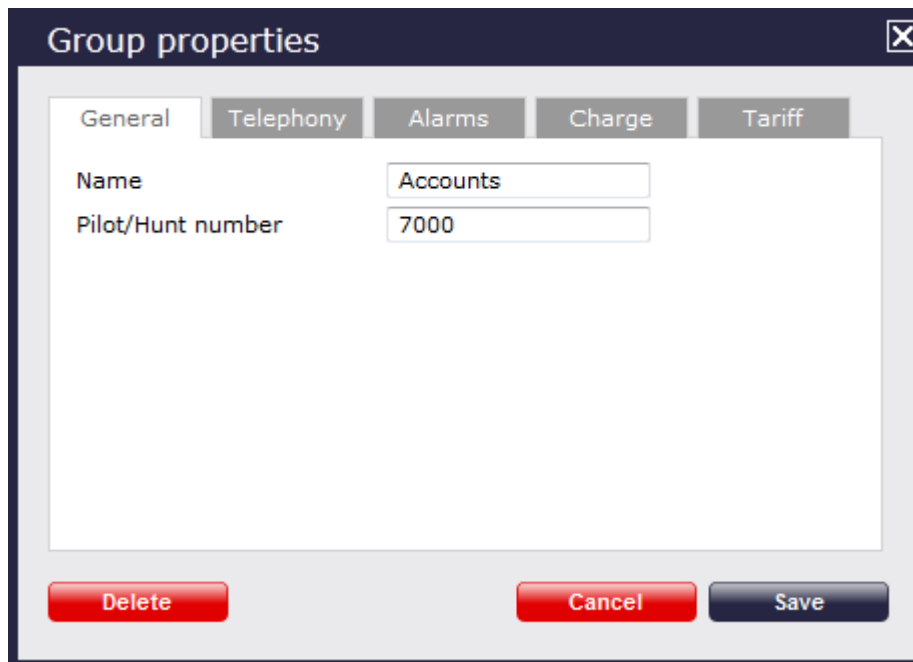 Group properties
General Telephony Alarms Charge Tariff
Name Accounts
Pilot/Hunt number 7000
Delete Cancel Save